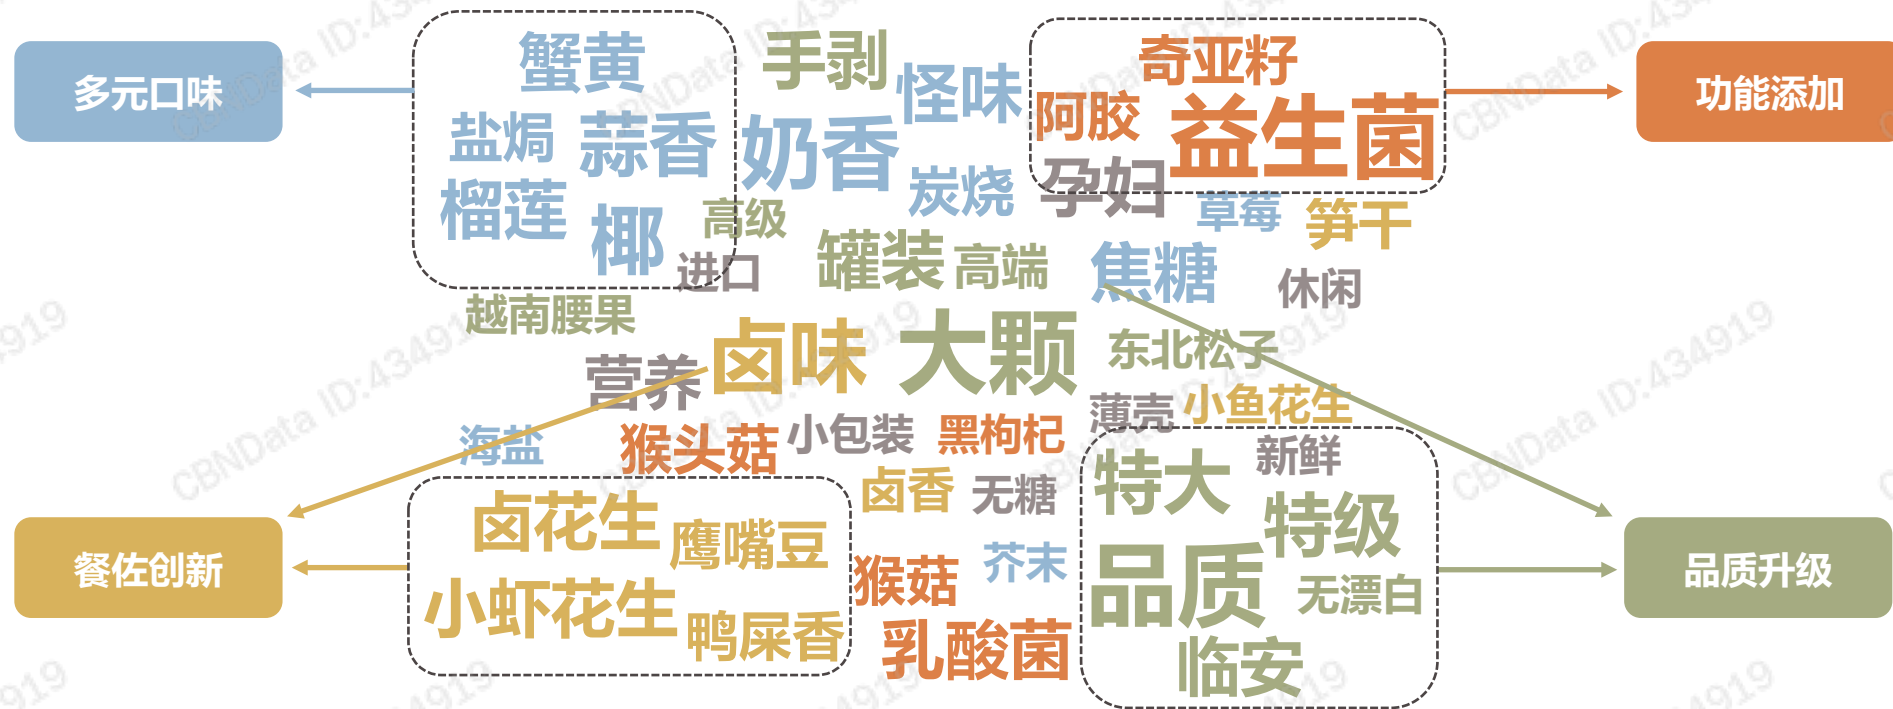 多元口味
蟹黄
盐焗
蒜香
榴莲
椰
手剥
怪味
奶香
炭烧
奇亚籽
阿胶
益生菌
孕妇
功能添加
高级
进口
罐装
高端
焦糖
草莓
笋干
休闲
越南腰果
卤味
大颗
东北松子
营养
薄壳
小鱼花生
海盐
猴头菇
小包装
黑枸杞
卤香
无糖
餐佐创新
卤花生
鹰嘴豆
小虾花生
鸭屎香
猴菇
芥末
乳酸菌
新鲜
特大
特级
品质
无漂白
临安
品质升级
CBNData ID:434919